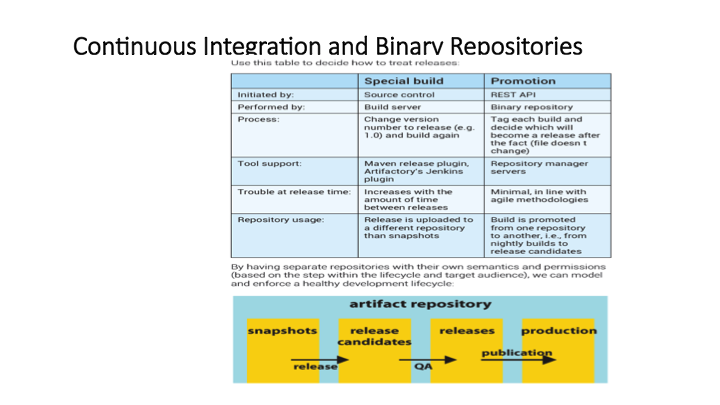 Continuous Integration and Binary Repositories
Use this table to decide how to treat releases:
Special build Promotion
Initiated by: Source control REST API
Performed by: Build server Binary repository
Process: Change version Tag each build and
number to release (e.g. decide which will
1.0) and build again become a release after
the fact (file doesn t
change)
Tool support: Maven release plugin, Repository manager
Artifactory's Jenkins servers
plugin
Trouble at release time: Increases with the Minimal, in line with
amount of time agile methodologies
between releases
Repository usage: Release is uploaded to Build is promoted
a different repository from one repository
than snapshots to another, i.e., from
nightly builds to
release candidates
By having separate repositories with their own semantics and permissions
(based on the step within the lifecycle and target audience), we can model
and enforce a healthy development lifecycle:
artifact repository
snapshots release releases production
candidates
publication
release QA